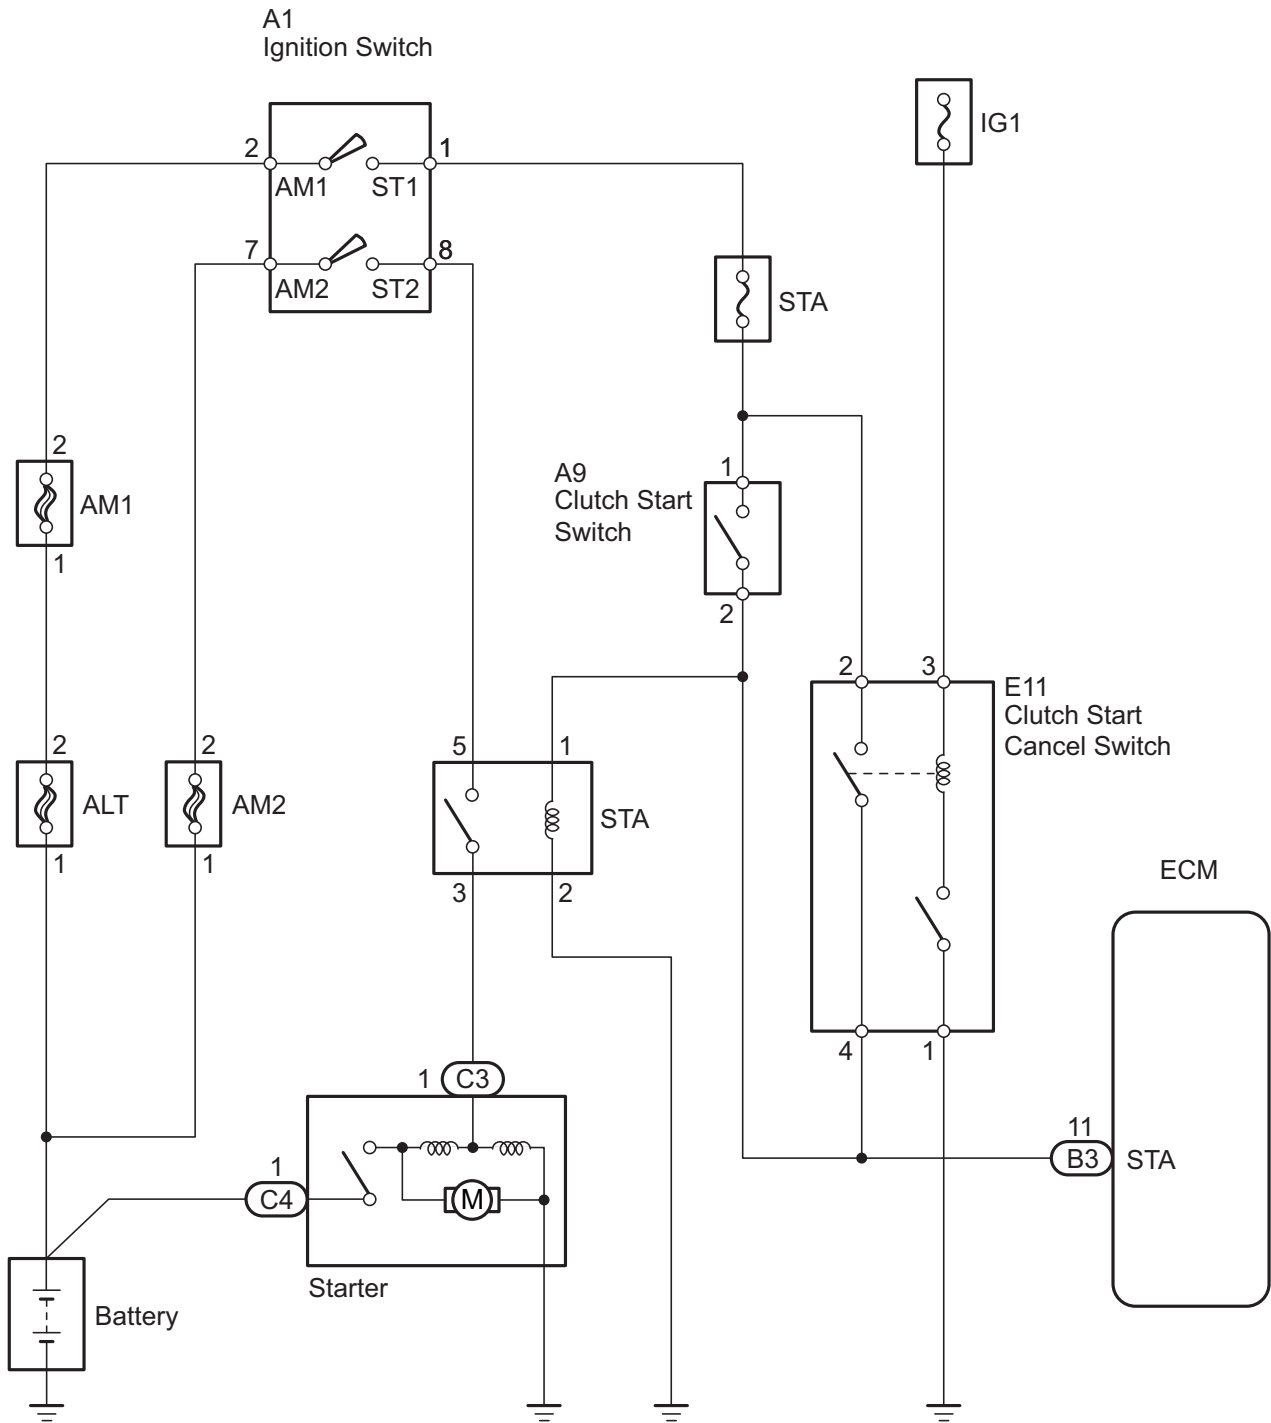 A1
Ignition Switch
IG1
2
1
AM1
ST1
7
8
AM2
ST2
STA
2
AM1
1
A9
Clutch Start
Switch
1
2
2
3
E11
Clutch Start
Cancel Switch
2
ALT
1
2
AM2
1
5
1
STA
3
2
ECM
4
1
1
C3
11
B3
STA
1
C4
M
Starter
Battery